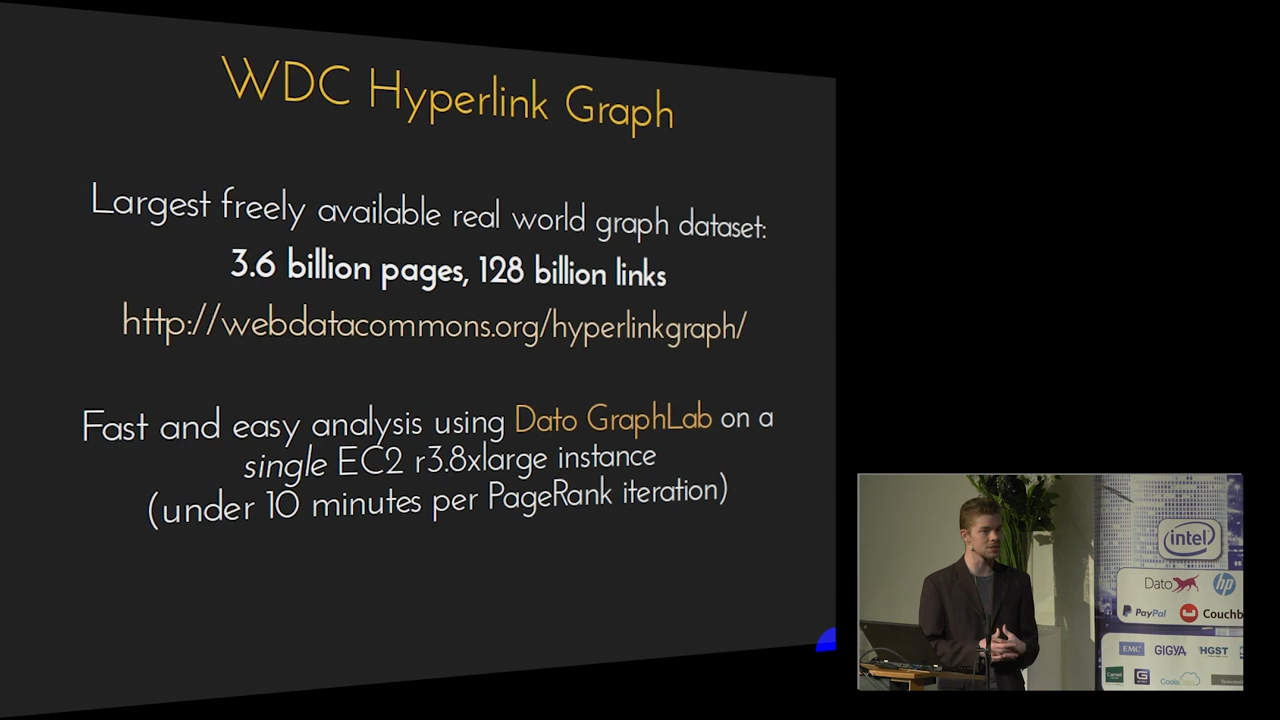 WDC Hyperlink Graph
Largest freely available real world graph dataset:
3.6 billion pages, 128 billion links
http://webdatacommons.org/hyperlinkgraph/
Fast and easy analysis using Dato GraphLab on a
single EC2 r3.8xlarge instance
(under 10 minutes per PageRank iteration)
intel
Dato hp
PayPal Couchb
EMC² GIGYA HGST